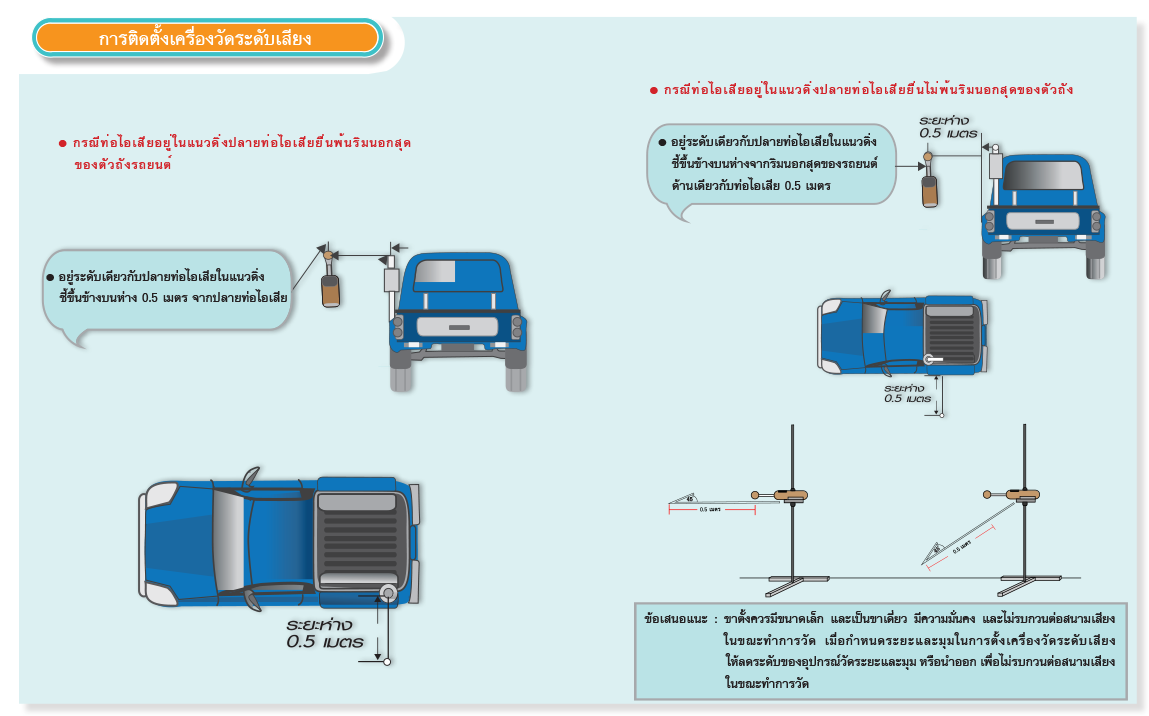 การติดตั้งเครื่องวัดระดับเสียง
● กรณีท่อไอเสียอยู่ในแนวดิ่งปลายท่อไอเสียยื่นพ้นริมนอกสุด
ของตัวถังรถยนต์
● อยู่ระดับเดียวกับปลายท่อไอเสียในแนวดิ่ง
ชี้ขึ้นข้างบนห่าง 0.5 เมตร จากปลายท่อไอเสีย
ระยะห่าง
0.5 เมตร
● กรณีท่อไอเสียอยู่ในแนวดิ่งปลายท่อไอเสียยื่นไม่พ้นริมนอกสุดของตัวถัง
ระยะห่าง
0.5 เมตร
● อยู่ระดับเดียวกับปลายท่อไอเสียในแนวดิ่ง
ชี้ขึ้นข้างบนห่างจากริมนอกสุดของรถยนต์
ด้านเดียวกับท่อไอเสีย 0.5 เมตร
ระยะห่าง
0.5 เมตร
0.5 เมตร
0.5 เมตร
ข้อเสนอแนะ : ขาตั้งควรมีขนาดเล็ก และเป็นขาเดี่ยว มีความมั่นคง และไม่รบกวนต่อสนามเสียง
ในขณะทำการวัด เมื่อกำหนดระยะและมุมในการตั้งเครื่องวัดระดับเสียง
ให้ลดระดับของอุปกรณ์วัดระยะและมุม หรือนำออก เพื่อไม่รบกวนต่อสนามเสียง
ในขณะทำการวัด